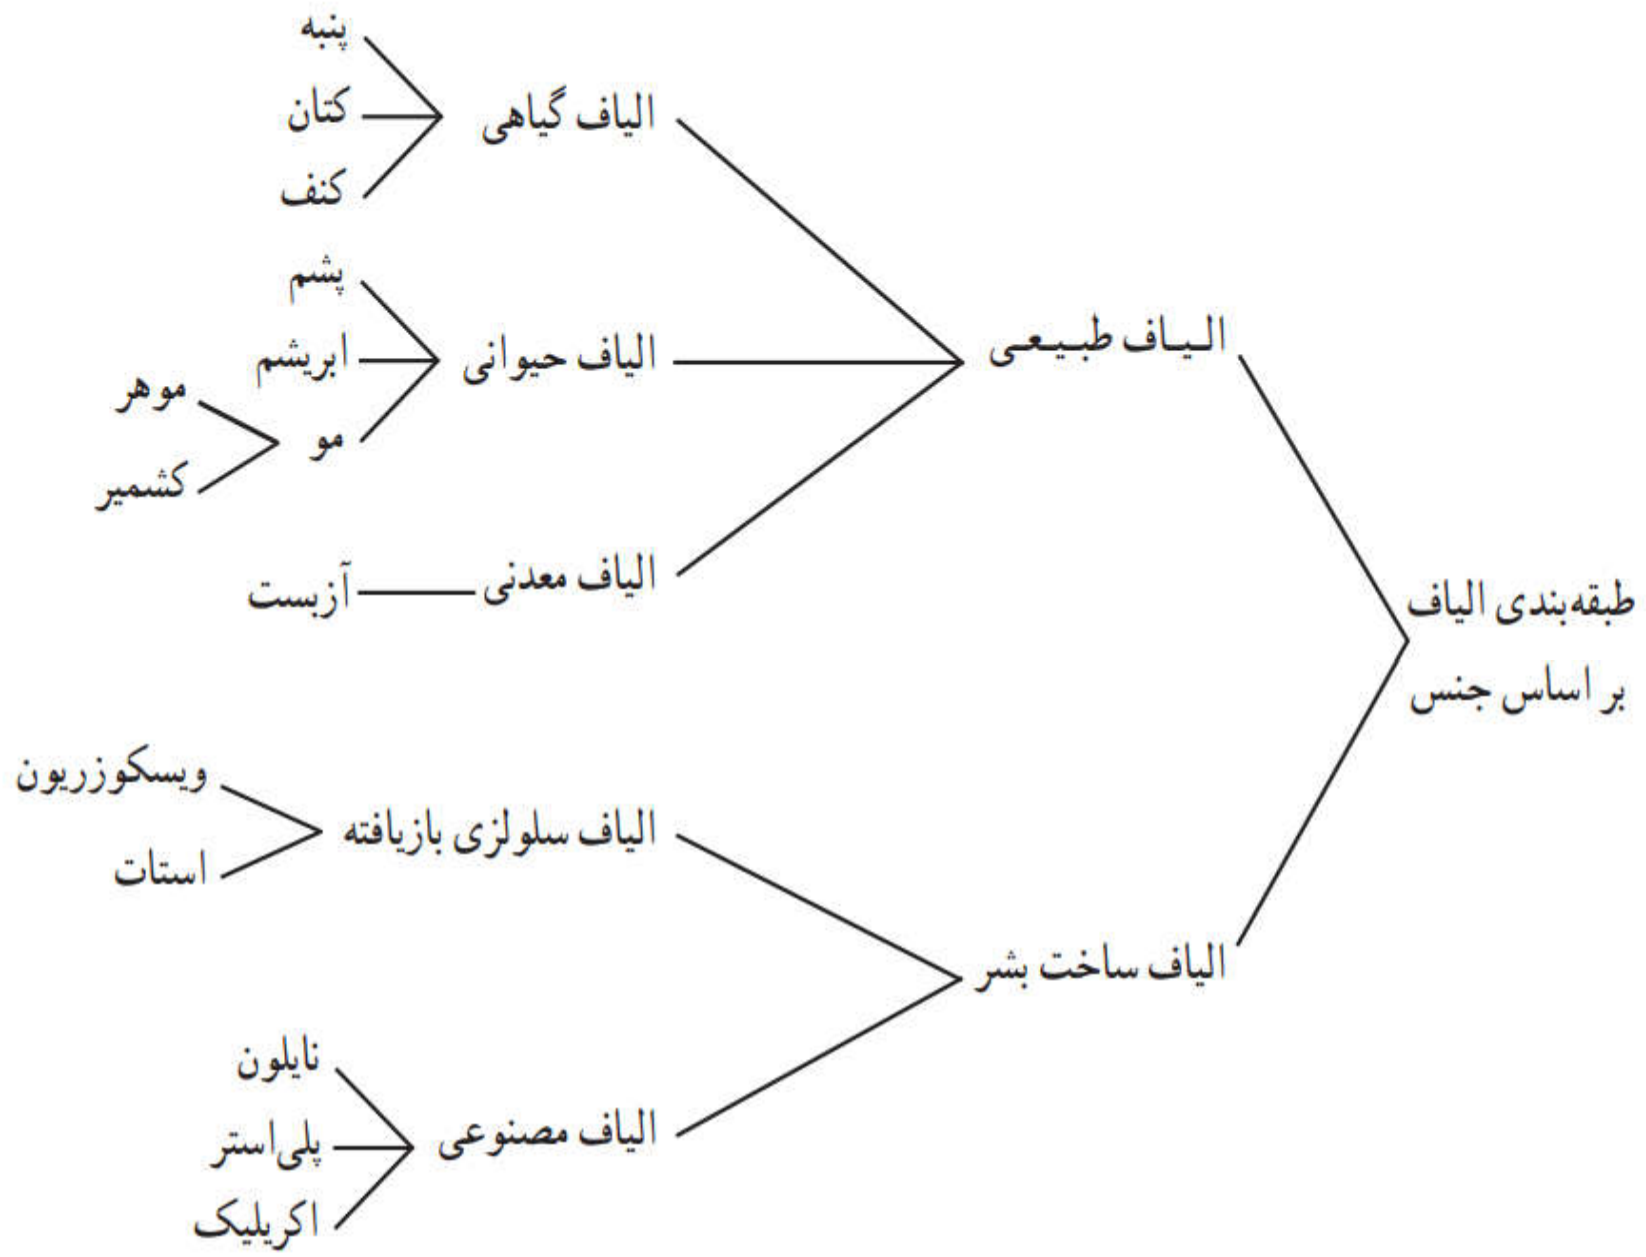 طبقه‌بندی الیاف
بر اساس جنس
الیاف طبیعی
الیاف گیاهی
پنبه
کتان
کنف
الیاف حیوانی
پشم
ابریشم
مو
موهر
کشمیر
الیاف معدنی
آزبست
الیاف ساخت بشر
الیاف سلولزی بازیافته
ویسکوزریون
استات
الیاف مصنوعی
نایلون
پلی‌استر
اکریلیک